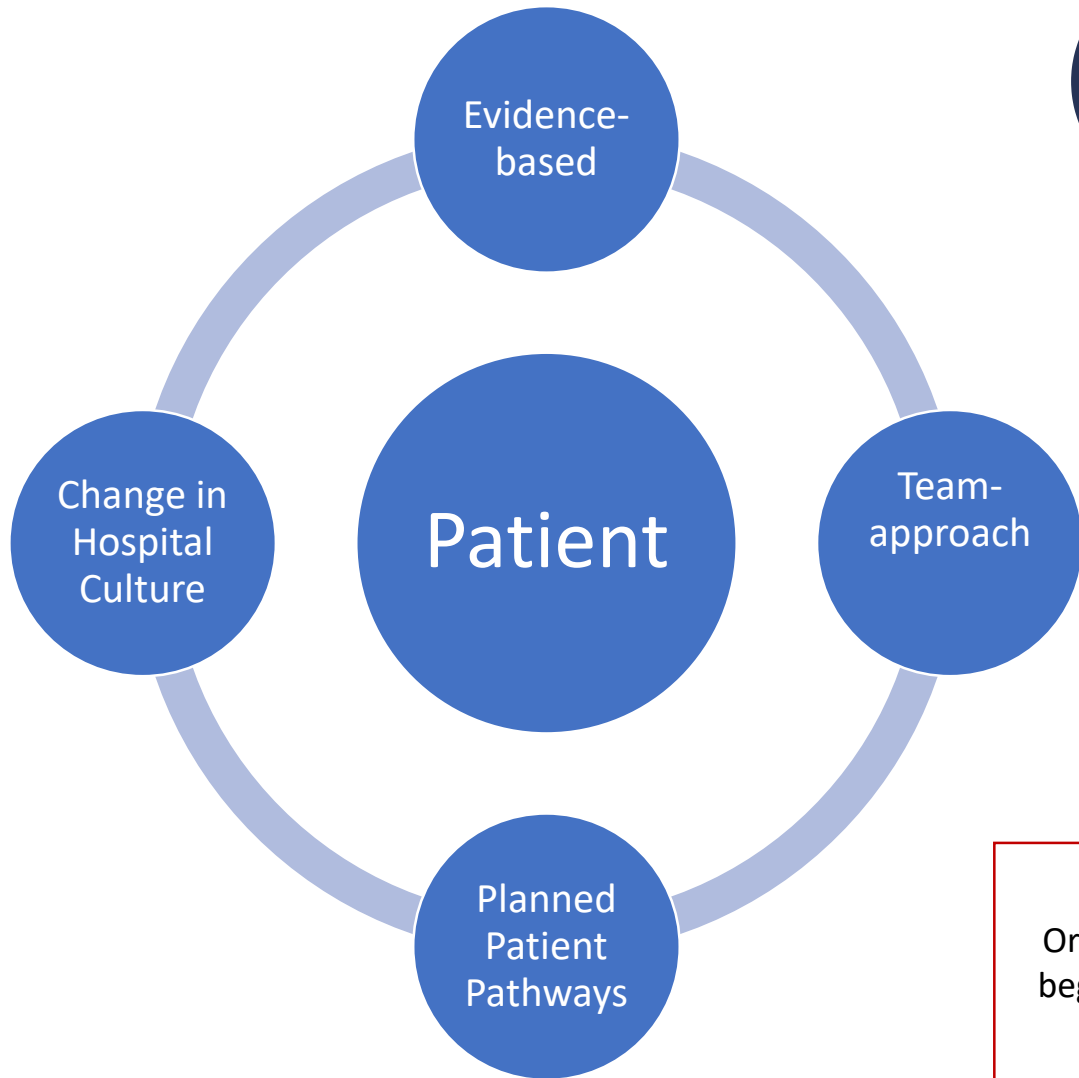 Evidence-
based
Change in
Hospital
Culture
Patient
Team-
approach
Planned
Patient
Pathways